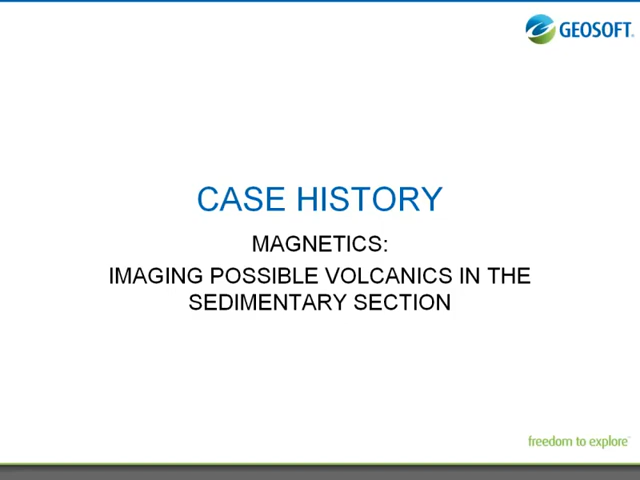 GEOSOFT
CASE HISTORY
MAGNETICS:
IMAGING POSSIBLE VOLCANICS IN THE
SEDIMENTARY SECTION
freedom to explore